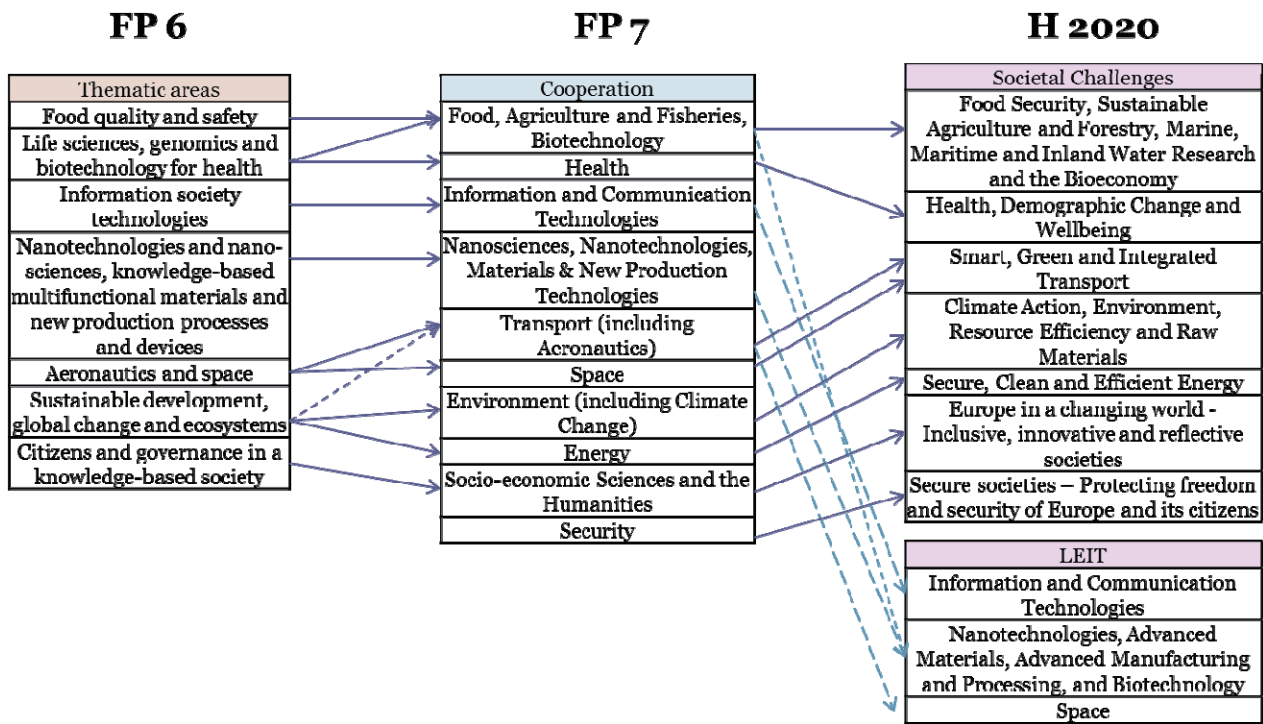 FP 6
FP 7
H 2020
Thematic areas
Food quality and safety
Life sciences, genomics and
biotechnology for health
Information society
technologies
Nanotechnologies and nano-
sciences, knowledge-based
multifunctional materials and
new production processes
and devices
Aeronautics and space
Sustainable development,
global change and ecosystems
Citizens and governance in a
knowledge-based society
Cooperation
Food, Agriculture and Fisheries,
Biotechnology
Health
Information and Communication
Technologies
Nanosciences, Nanotechnologies,
Materials & New Production
Technologies
Transport (including
Aeronautics)
Space
Environment (including Climate
Change)
Energy
Socio-economic Sciences and the
Humanities
Security
Societal Challenges
Food Security, Sustainable
Agriculture and Forestry, Marine,
Maritime and Inland Water Research
and the Bioeconomy
Health, Demographic Change and
Wellbeing
Smart, Green and Integrated
Transport
Climate Action, Environment,
Resource Efficiency and Raw
Materials
Secure, Clean and Efficient Energy
Europe in a changing world -
Inclusive, innovative and reflective
societies
Secure societies – Protecting freedom
and security of Europe and its citizens
LEIT
Information and Communication
Technologies
Nanotechnologies, Advanced
Materials, Advanced Manufacturing
and Processing, and Biotechnology
Space